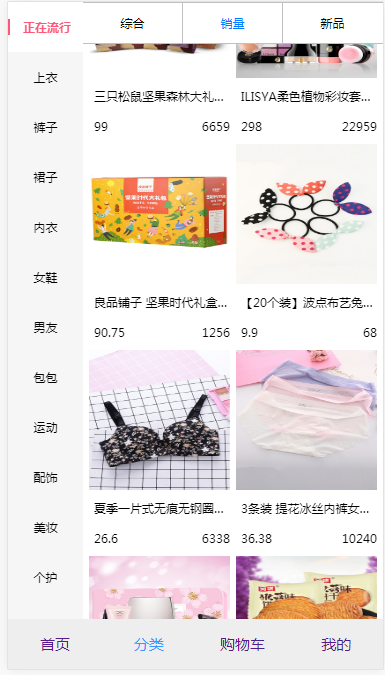 正在流行
上衣
裤子
裙子
内衣
女鞋
男友
包包
运动
配饰
美妆
个护
综合
销量
新品
三只松鼠坚果森林大礼...
99 6659
ILISYA柔色植物彩妆套...
298 22959
良品铺子 坚果时代礼盒...
90.75 1256
【20个装】波点布艺兔...
9.9 68
夏季一片式无痕无钢圈...
26.6 6338
3条装 提花冰丝内裤女...
36.38 10240
首页
分类
购物车
我的